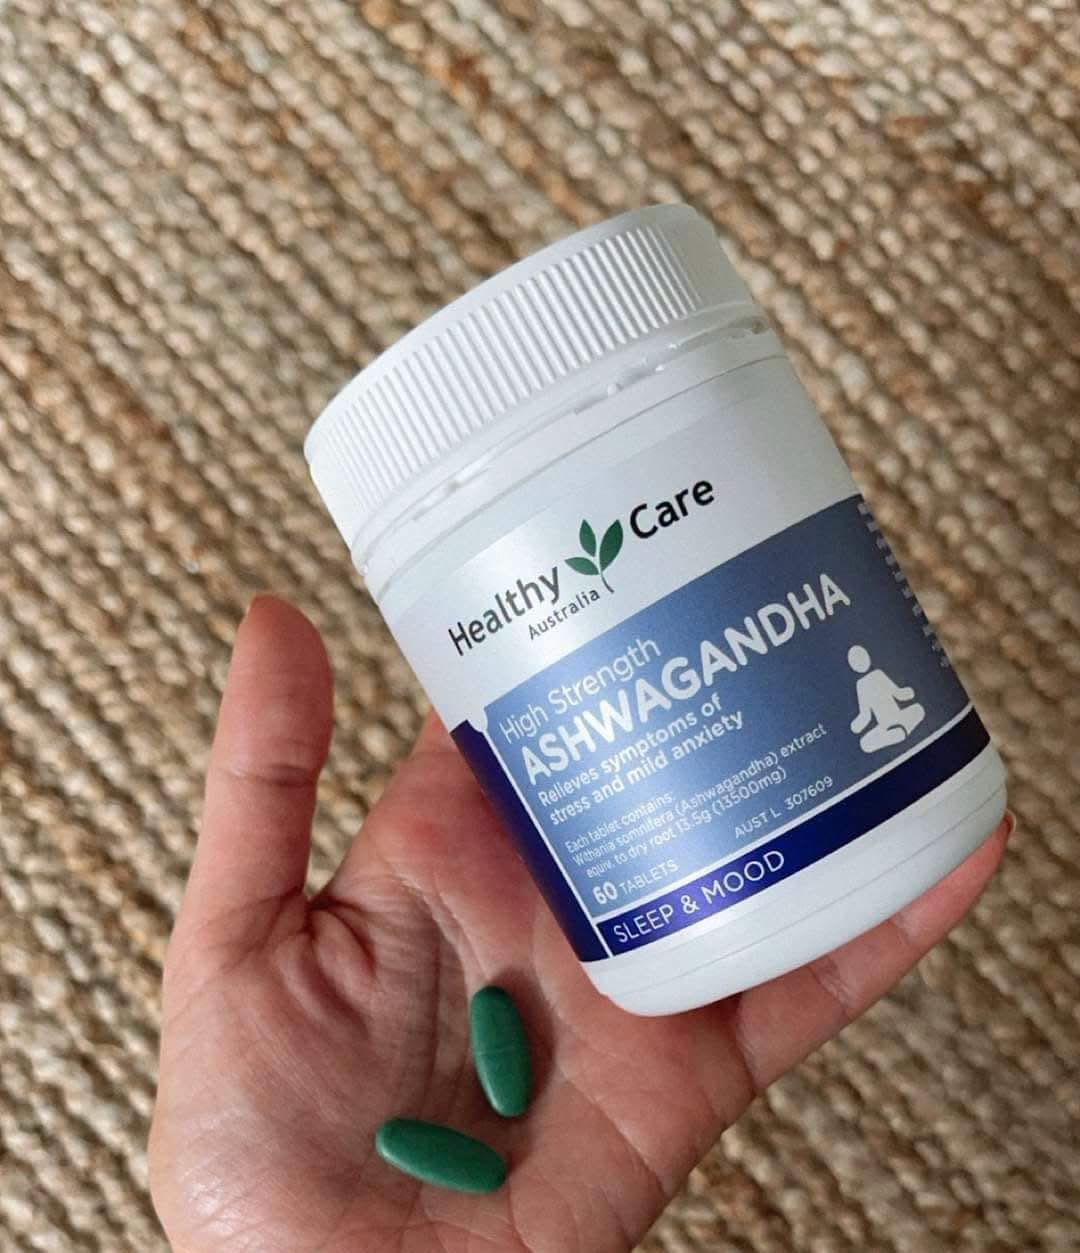 Healthy Care
Australia
High Strength
ASHWAGANDHA
Relieves symptoms of
stress and mild anxiety
Each tablet contains:
Withania somnifera (Ashwagandha) extract
equiv. to dry root 13.5g (13500mg)
60 TABLETS
AUST L 307609
SLEEP & MOOD